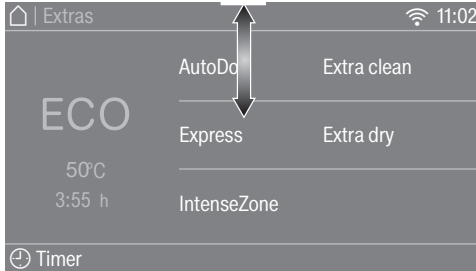 Extras 11:02
AutoDo Extra clean
ECO
Express Extra dry
50°C
3:55 h
IntenseZone
Timer